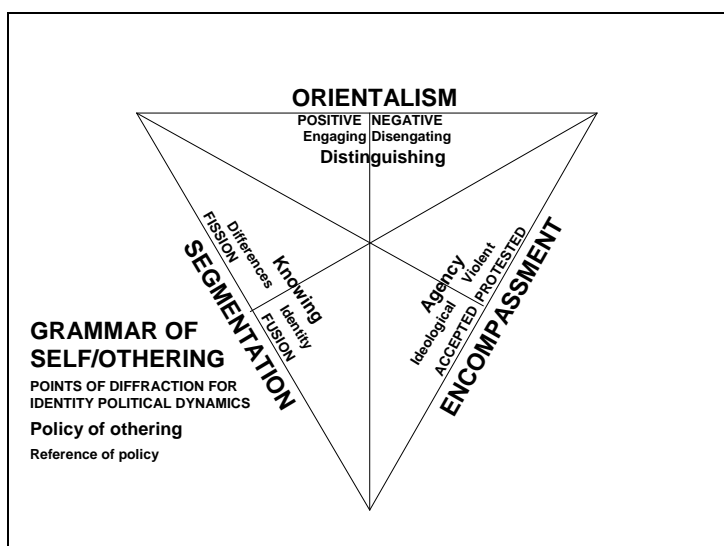 ORIENTALISM
POSITIVE NEGATIVE
Engaging Disengating
Distinguishing
FISSION
Differences
Knowing
SEGMENTATION
FUSION
Identity
Agency
Violent
PROTESTED
Ideological
ACCEPTED
ENCOMPASSMENT
GRAMMAR OF
SELF/OTHERING
POINTS OF DIFFRACTION FOR
IDENTITY POLITICAL DYNAMICS
Policy of othering
Reference of policy